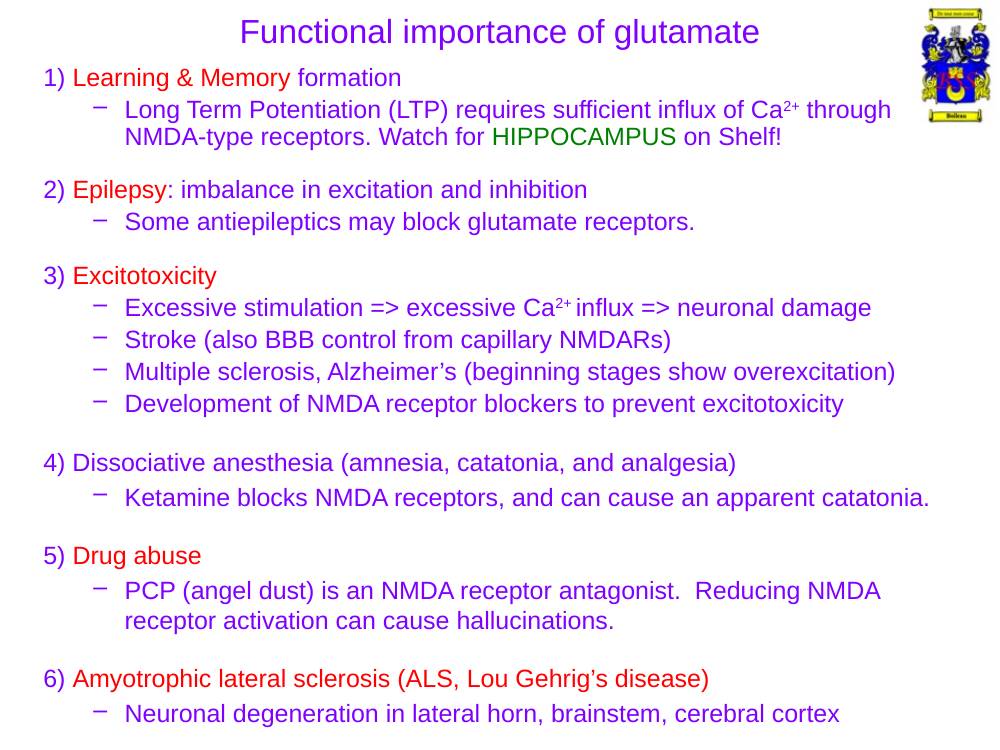 Functional importance of glutamate
1) Learning & Memory formation
– Long Term Potentiation (LTP) requires sufficient influx of Ca2+ through
NMDA-type receptors. Watch for HIPPOCAMPUS on Shelf!
2) Epilepsy: imbalance in excitation and inhibition
– Some antiepileptics may block glutamate receptors.
3) Excitotoxicity
– Excessive stimulation => excessive Ca2+ influx => neuronal damage
– Stroke (also BBB control from capillary NMDARs)
– Multiple sclerosis, Alzheimer’s (beginning stages show overexcitation)
– Development of NMDA receptor blockers to prevent excitotoxicity
4) Dissociative anesthesia (amnesia, catatonia, and analgesia)
– Ketamine blocks NMDA receptors, and can cause an apparent catatonia.
5) Drug abuse
– PCP (angel dust) is an NMDA receptor antagonist.  Reducing NMDA
receptor activation can cause hallucinations.
6) Amyotrophic lateral sclerosis (ALS, Lou Gehrig’s disease)
– Neuronal degeneration in lateral horn, brainstem, cerebral cortex